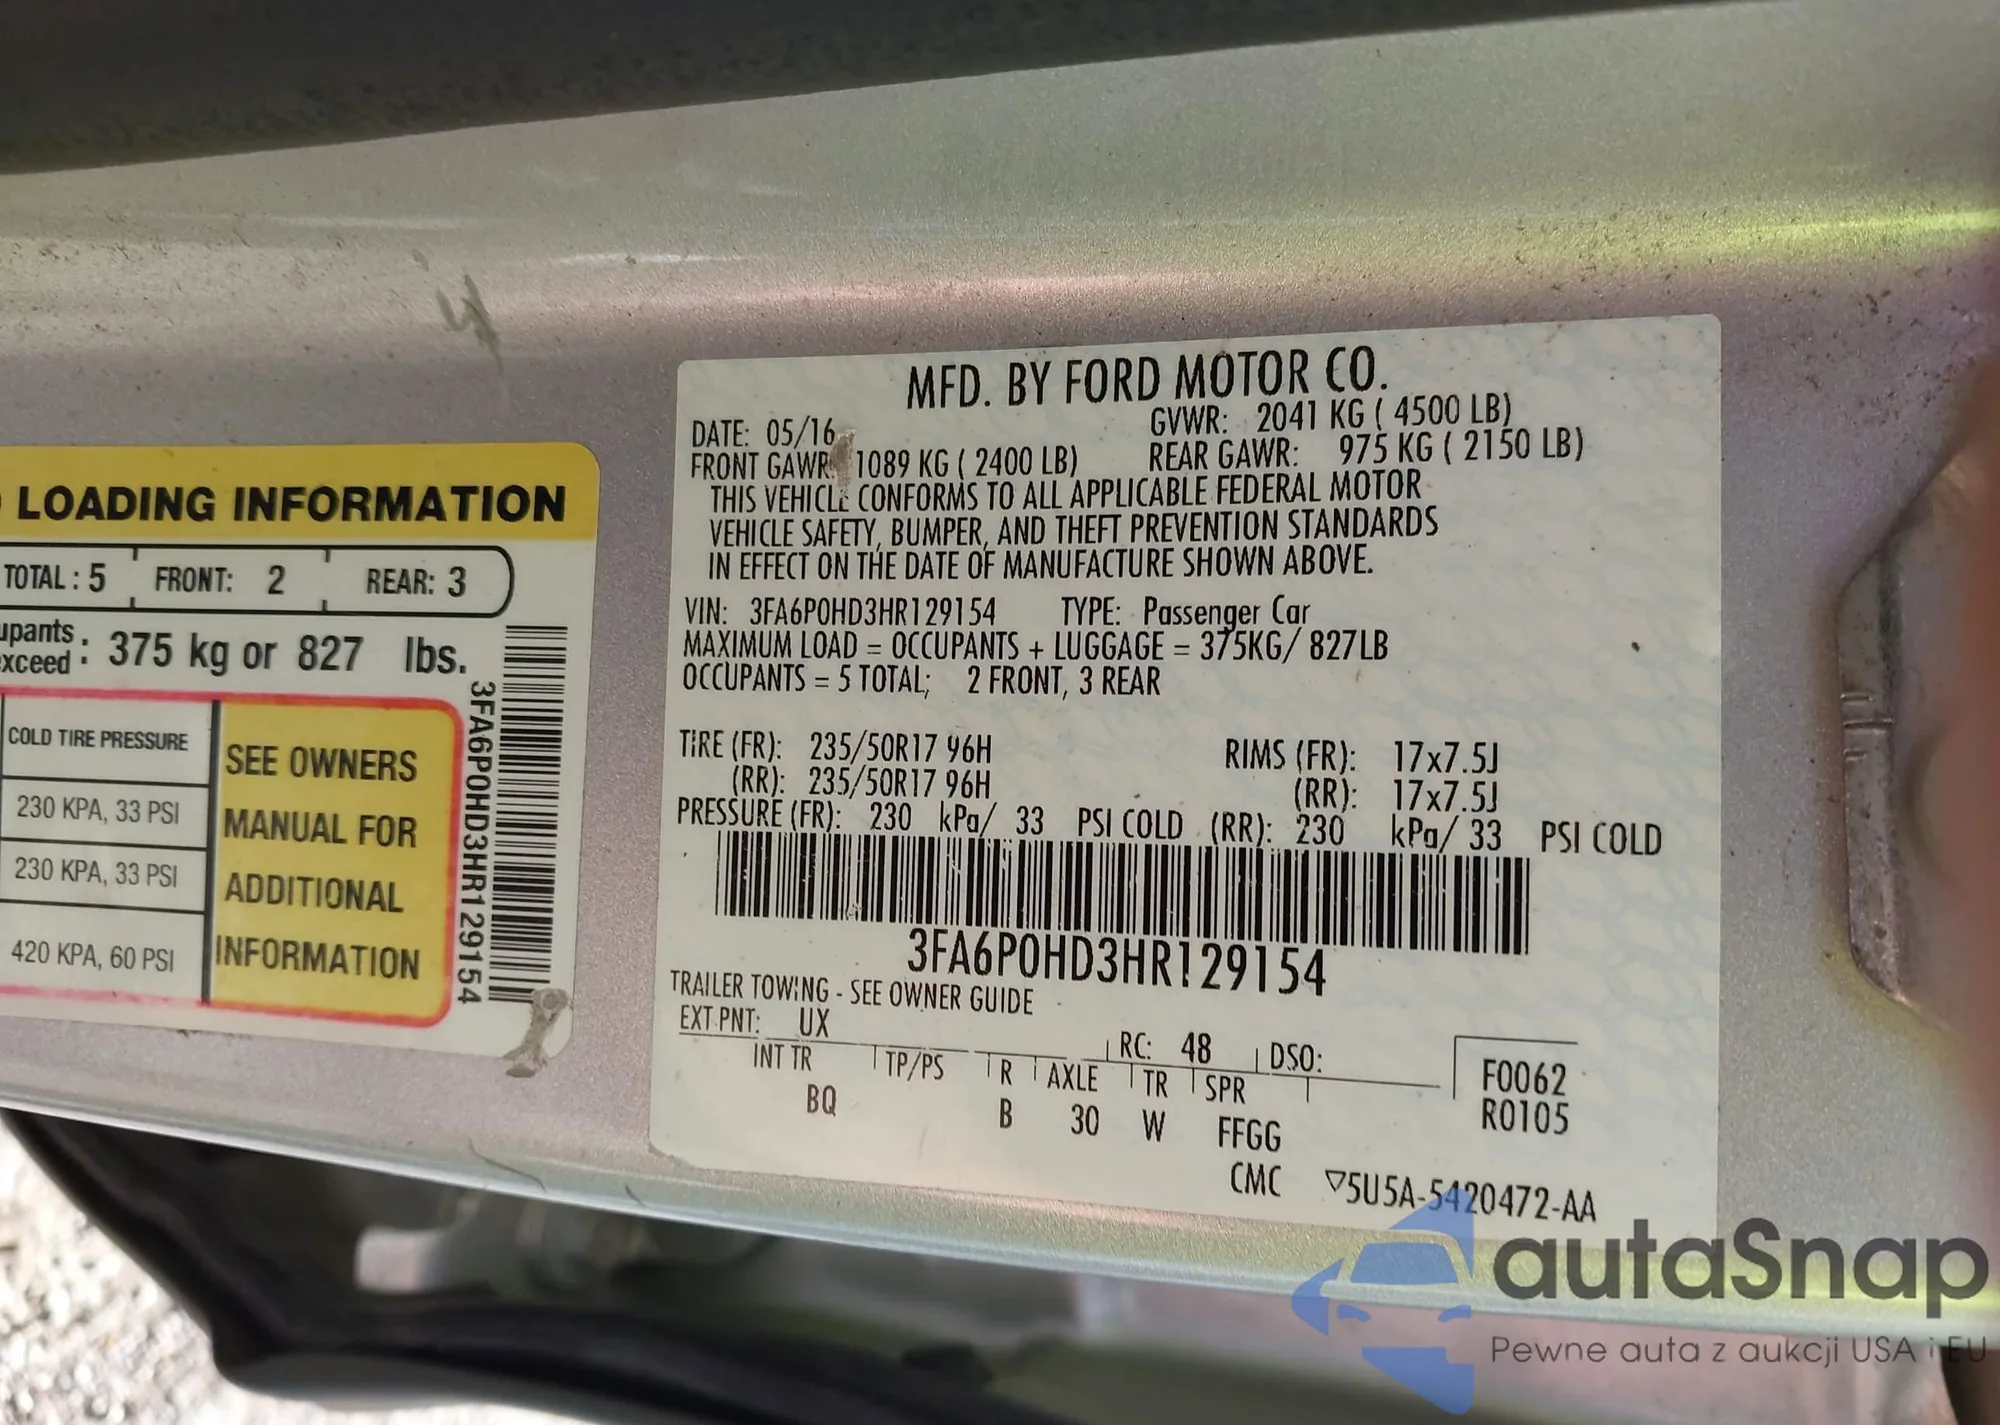 LOADING INFORMATION
TOTAL : 5 FRONT: 2 REAR: 3
upants
xceed : 375 kg or 827 lbs.
COLD TIRE PRESSURE
230 KPA, 33 PSI
230 KPA, 33 PSI
420 KPA, 60 PSI
SEE OWNERS
MANUAL FOR
ADDITIONAL
INFORMATION
3FA6P0HD3HR129154
MFD. BY FORD MOTOR CO.
DATE: 05/16 GVWR: 2041 KG ( 4500 LB)
FRONT GAWR: 1089 KG ( 2400 LB) REAR GAWR: 975 KG ( 2150 LB)
THIS VEHICLE CONFORMS TO ALL APPLICABLE FEDERAL MOTOR
VEHICLE SAFETY, BUMPER, AND THEFT PREVENTION STANDARDS
IN EFFECT ON THE DATE OF MANUFACTURE SHOWN ABOVE.
VIN: 3FA6P0HD3HR129154 TYPE: Passenger Car
MAXIMUM LOAD = OCCUPANTS + LUGGAGE = 375KG/ 827LB
OCCUPANTS = 5 TOTAL; 2 FRONT, 3 REAR
TIRE (FR): 235/50R17 96H RIMS (FR): 17x7.5J
(RR): 235/50R17 96H (RR): 17x7.5J
PRESSURE (FR): 230 kPa/ 33 PSI COLD (RR): 230 kPa/ 33 PSI COLD
3FA6P0HD3HR129154
TRAILER TOWING - SEE OWNER GUIDE
EXT PNT: UX RC: 48 DSO:
INT TR TP/PS R AXLE TR SPR
BQ B 30 W FFGG
CMC
F0062
R0105
▽5U5A-5420472-AA
autaSnap
Pewne auta z aukcji USA i EU